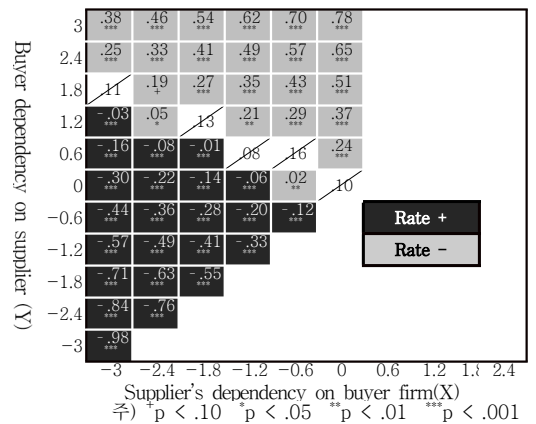 3 .38 *** .46 *** .54 *** .62 *** .70 *** .78 ***
2.4 .25 *** .33 *** .41 *** .49 *** .57 *** .65 ***
1.8 .11 .19 + .27 *** .35 *** .43 *** .51 ***
1.2 -.03 *** .05 * .13 .21 ** .29 *** .37 ***
0.6 -.16 *** -.08 *** -.01 *** .08 .16 .24 ***
0 -.30 *** -.22 *** -.14 *** -.06 *** .02 ** .10
-0.6 -.44 *** -.36 *** -.28 *** -.20 *** -.12 ***
-1.2 -.57 *** -.49 *** -.41 *** -.33 ***
-1.8 -.71 *** -.63 *** -.55 ***
-2.4 -.84 *** -.76 ***
-3 -.98 ***
Buyer dependency on supplier (Y)
Rate +
Rate -
-3 -2.4 -1.8 -1.2 -0.6 0 0.6 1.2 1.8 2.4
Supplier's dependency on buyer firm(X)
주) +p < .10 *p < .05 **p < .01 ***p < .001